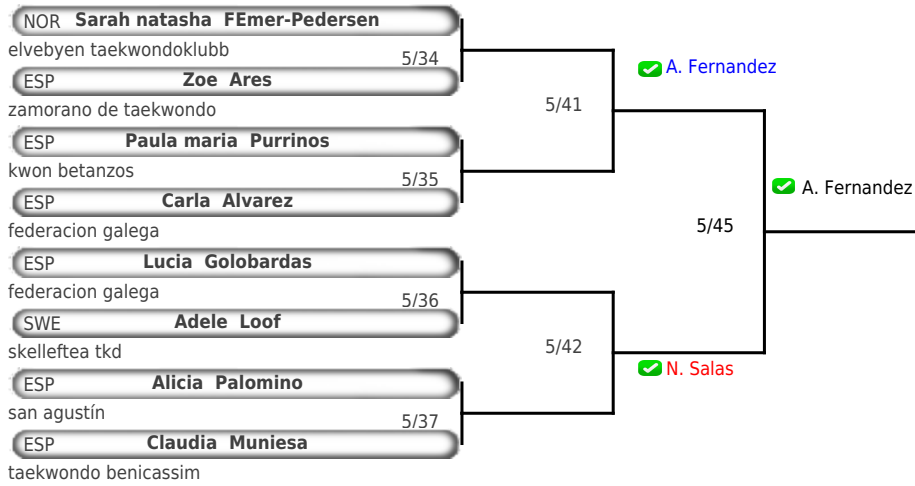 NOR Sarah natasha FEmer-Pedersen
elvebyen taekwondoklubb
5/34
ESP Zoe Ares
zamorano de taekwondo
ESP Paula maria Purrinos
kwon betanzos
5/35
ESP Carla Alvarez
federacion galega
ESP Lucia Golobardas
federacion galega
5/36
SWE Adele Loof
skelleftea tkd
ESP Alicia Palomino
san agustín
5/37
ESP Claudia Muniesa
taekwondo benicassim
A. Fernandez
5/41
5/42
N. Salas
A. Fernandez
5/45